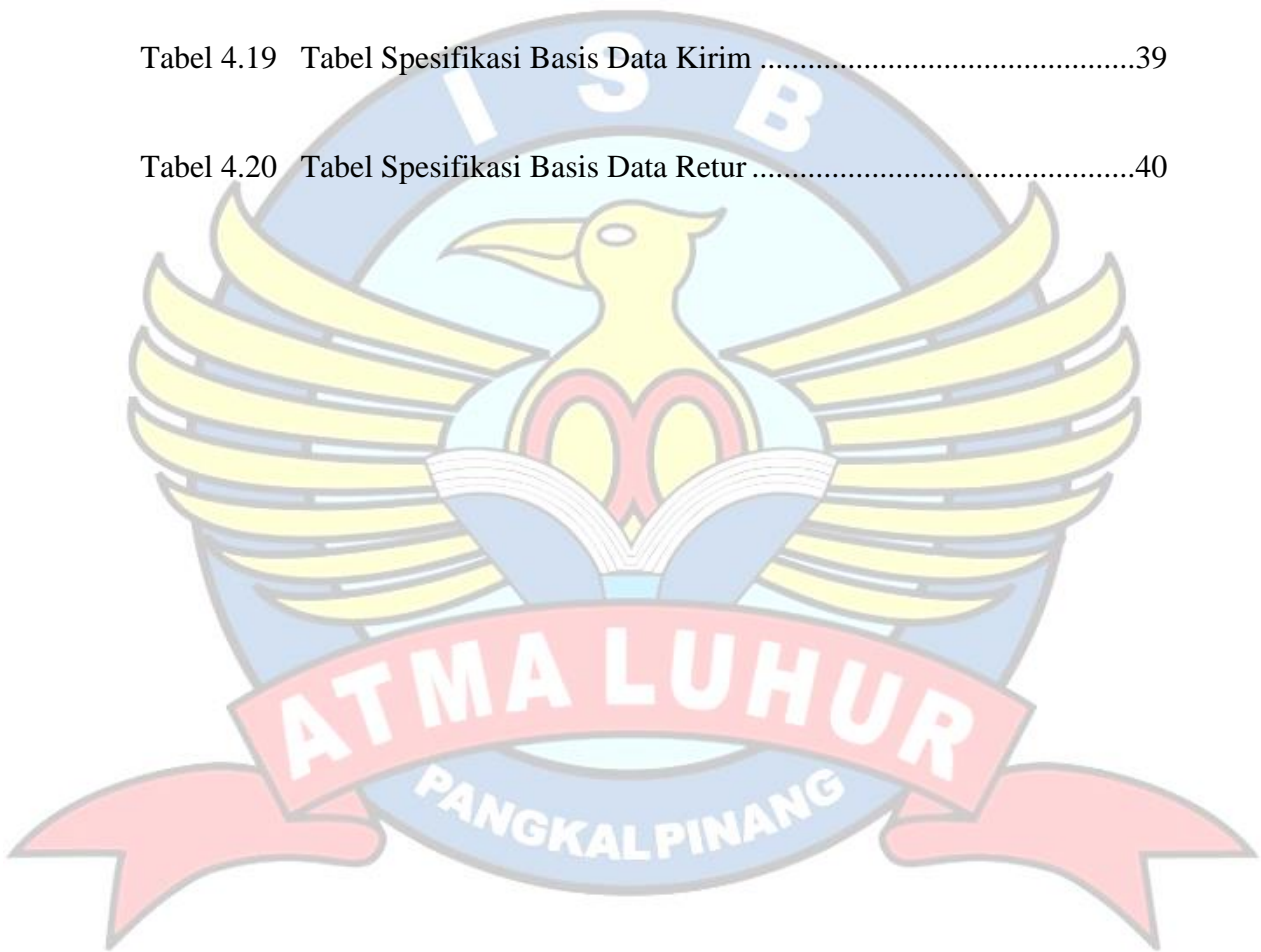 Tabel 4.19 Tabel Spesifikasi Basis Data Kirim ...............................................39
Tabel 4.20 Tabel Spesifikasi Basis Data Retur ................................................40
I S B
ATMA LUHUR
PANGKALPINANG